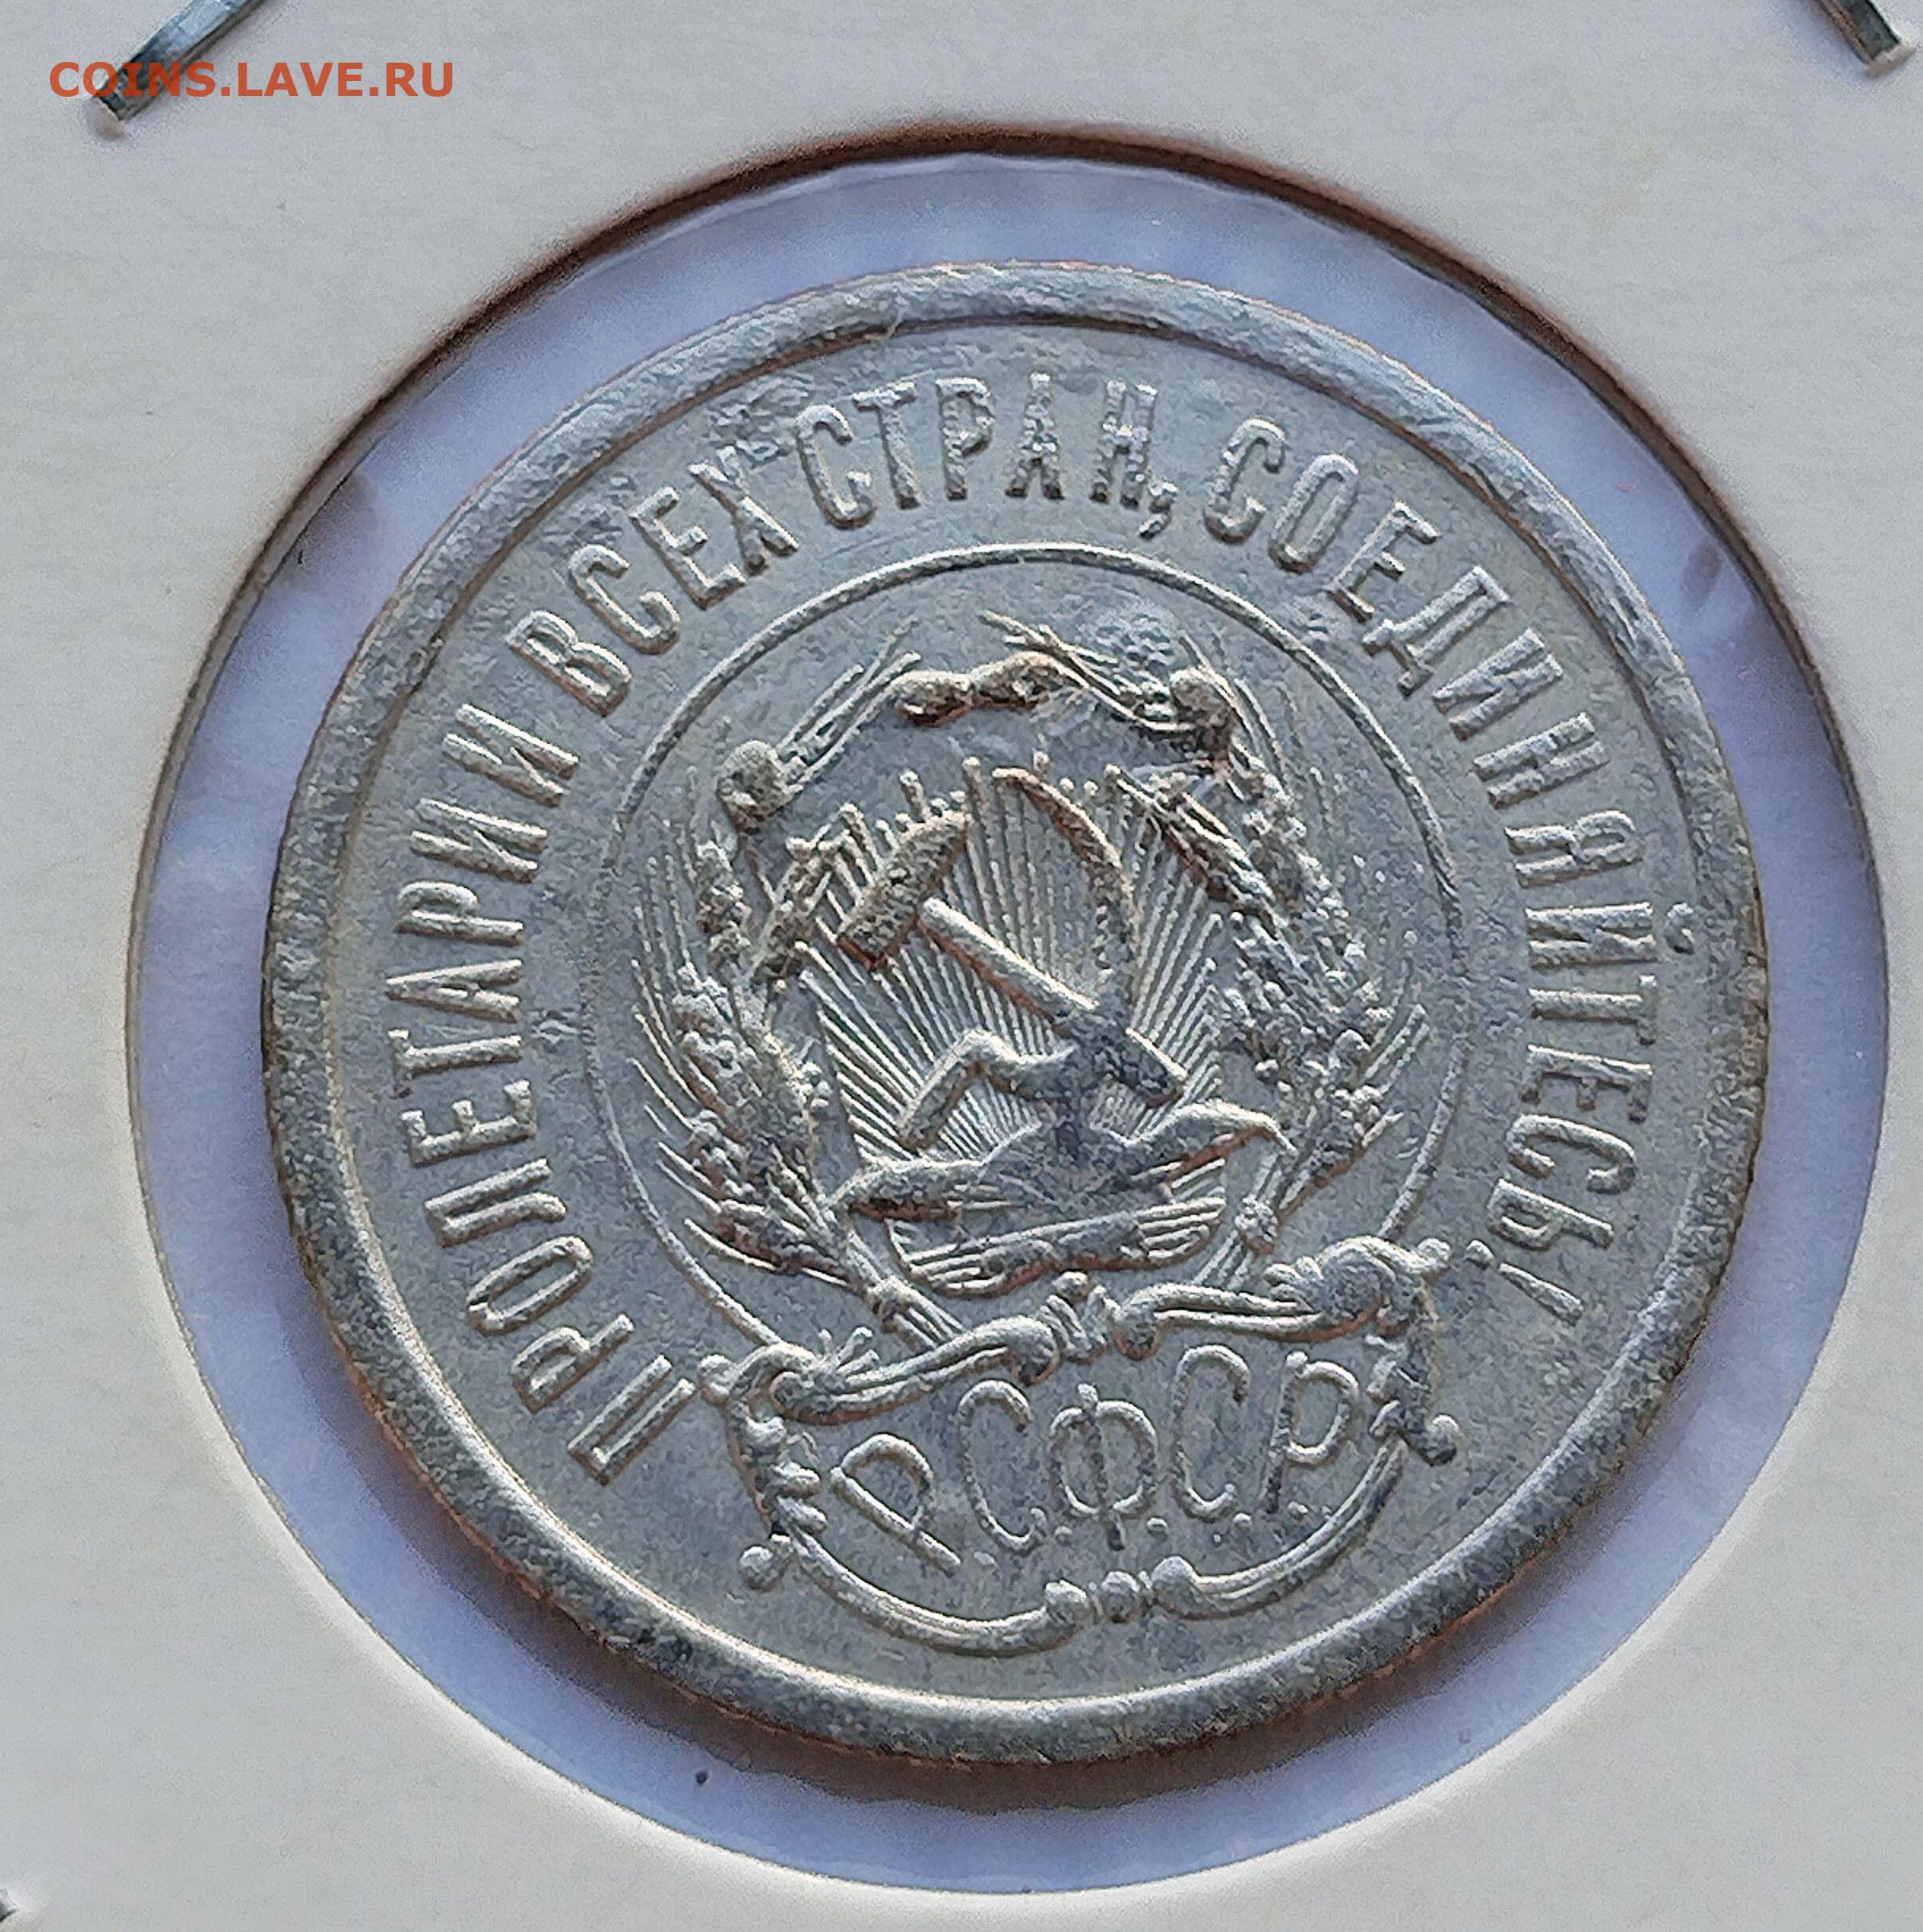 COINS.LAVE.RU
ПРОЛЕТАРИИ ВСЕХ СТРАН, СОЕДИНЯЙТЕСЬ!
Р.С.Ф.С.Р.